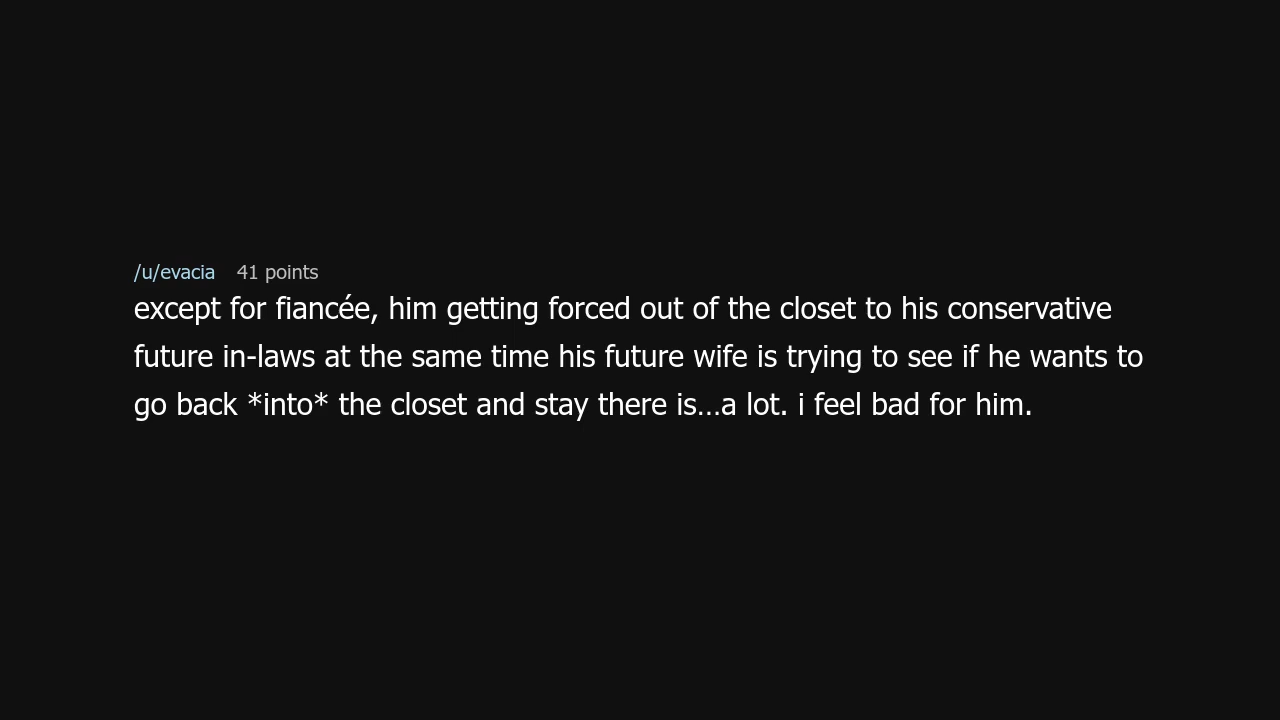 /u/evacia 41 points
except for fiancée, him getting forced out of the closet to his conservative
future in-laws at the same time his future wife is trying to see if he wants to
go back *into* the closet and stay there is...a lot. i feel bad for him.